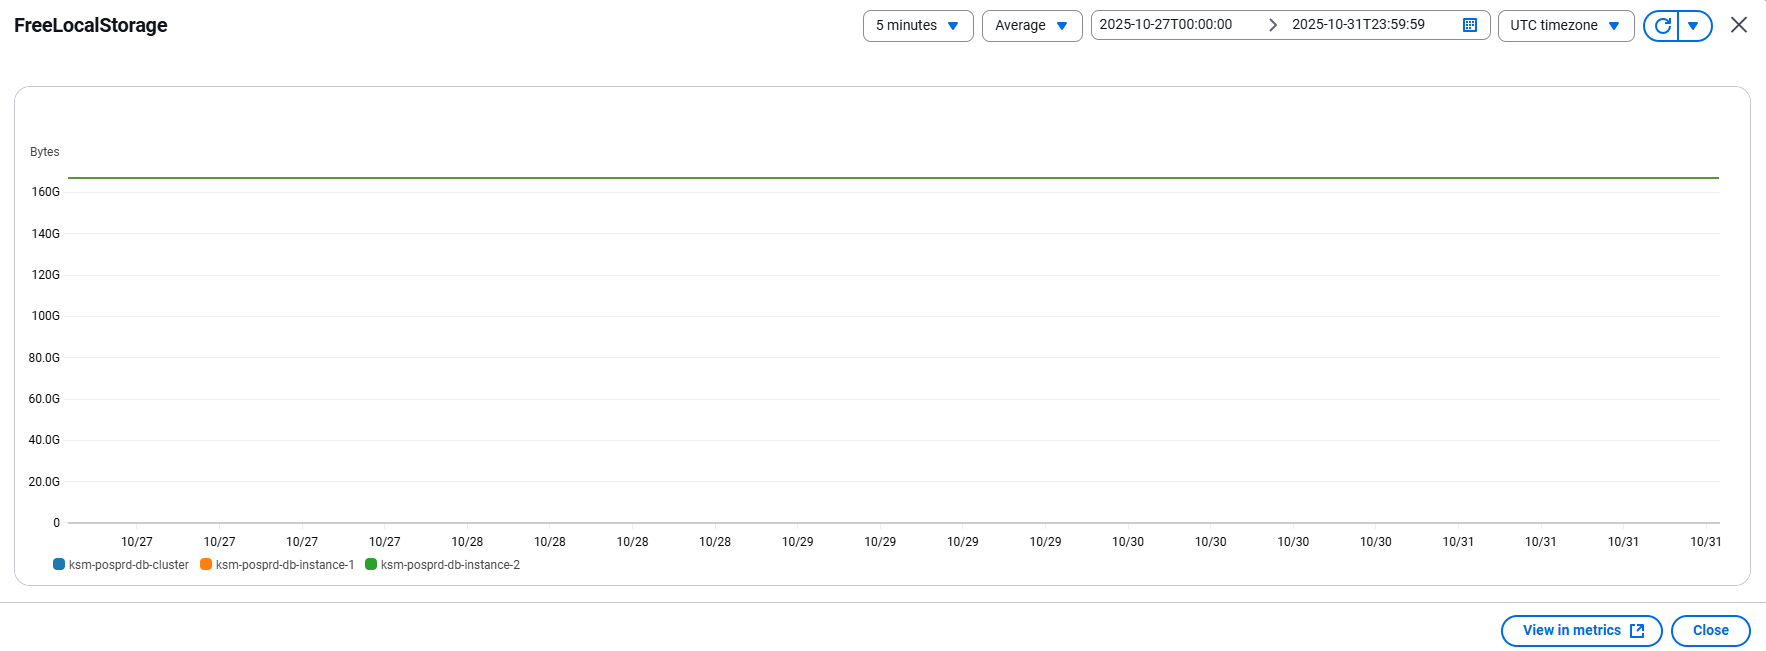 FreeLocalStorage
5 minutes
Average
2025-10-27T00:00:00
2025-10-31T23:59:59
UTC timezone
Bytes
160G
140G
120G
100G
80.0G
60.0G
40.0G
20.0G
0
10/27 10/27 10/27 10/27 10/28 10/28 10/28 10/28 10/29 10/29 10/29 10/29 10/30 10/30 10/30 10/30 10/31 10/31 10/31 10/31
ksm-posprd-db-cluster ksm-posprd-db-instance-1 ksm-posprd-db-instance-2
View in metrics
Close